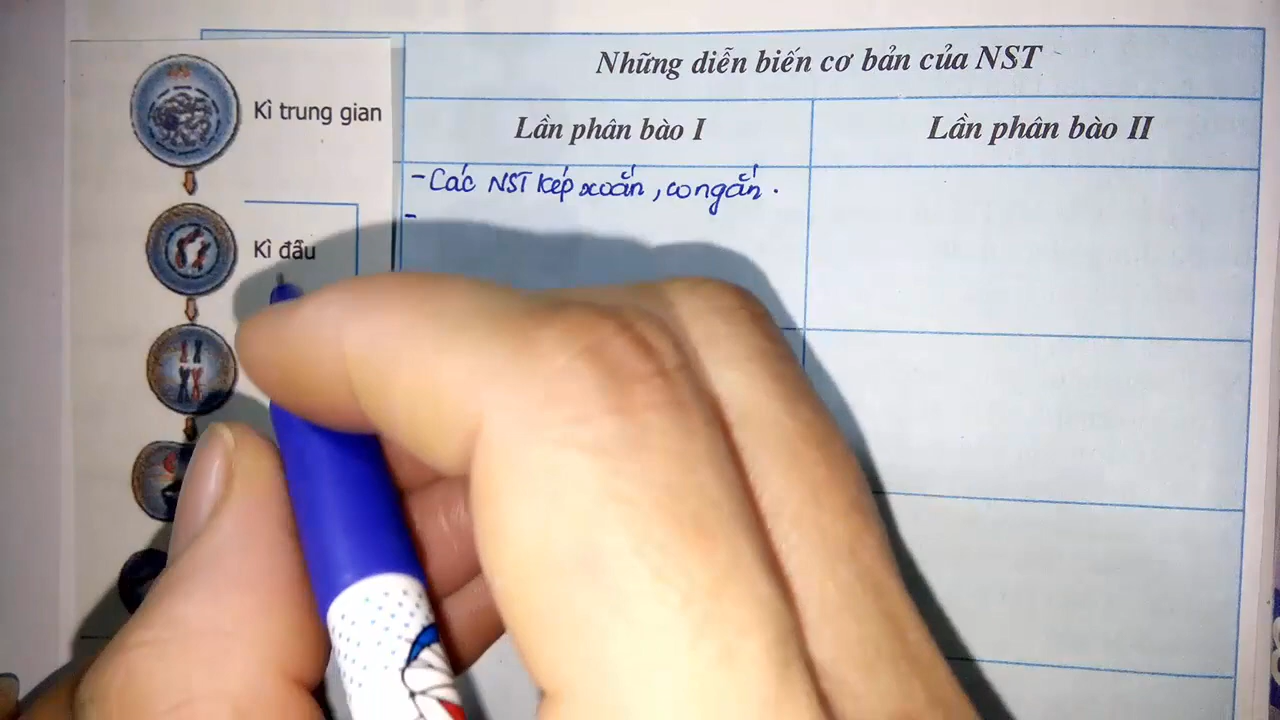 Những diễn biến cơ bản của NST
Kì trung gian
Lần phân bào I
Lần phân bào II
- Các NST kép xoắn, co ngắn.
-
Kì đầu